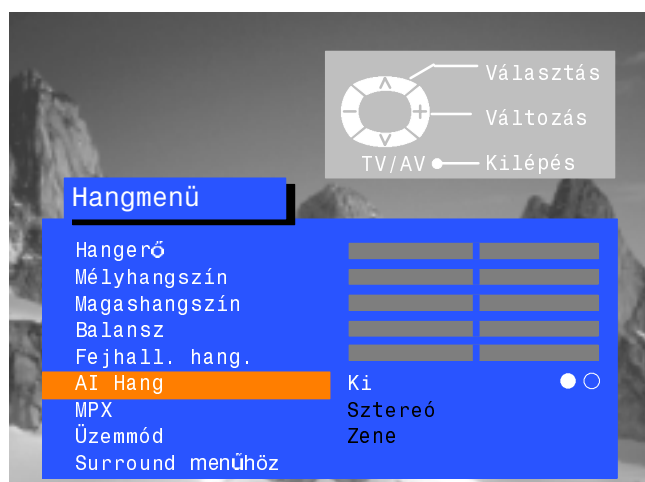 Választás
Változás
TV/AV Kilépés
Hangmenü
Hangerő
Mélyhangszín
Magashangszín
Balansz
Fejhall. hang.
AI Hang Ki
MPX Sztereó
Üzemmód Zene
Surround menűhöz